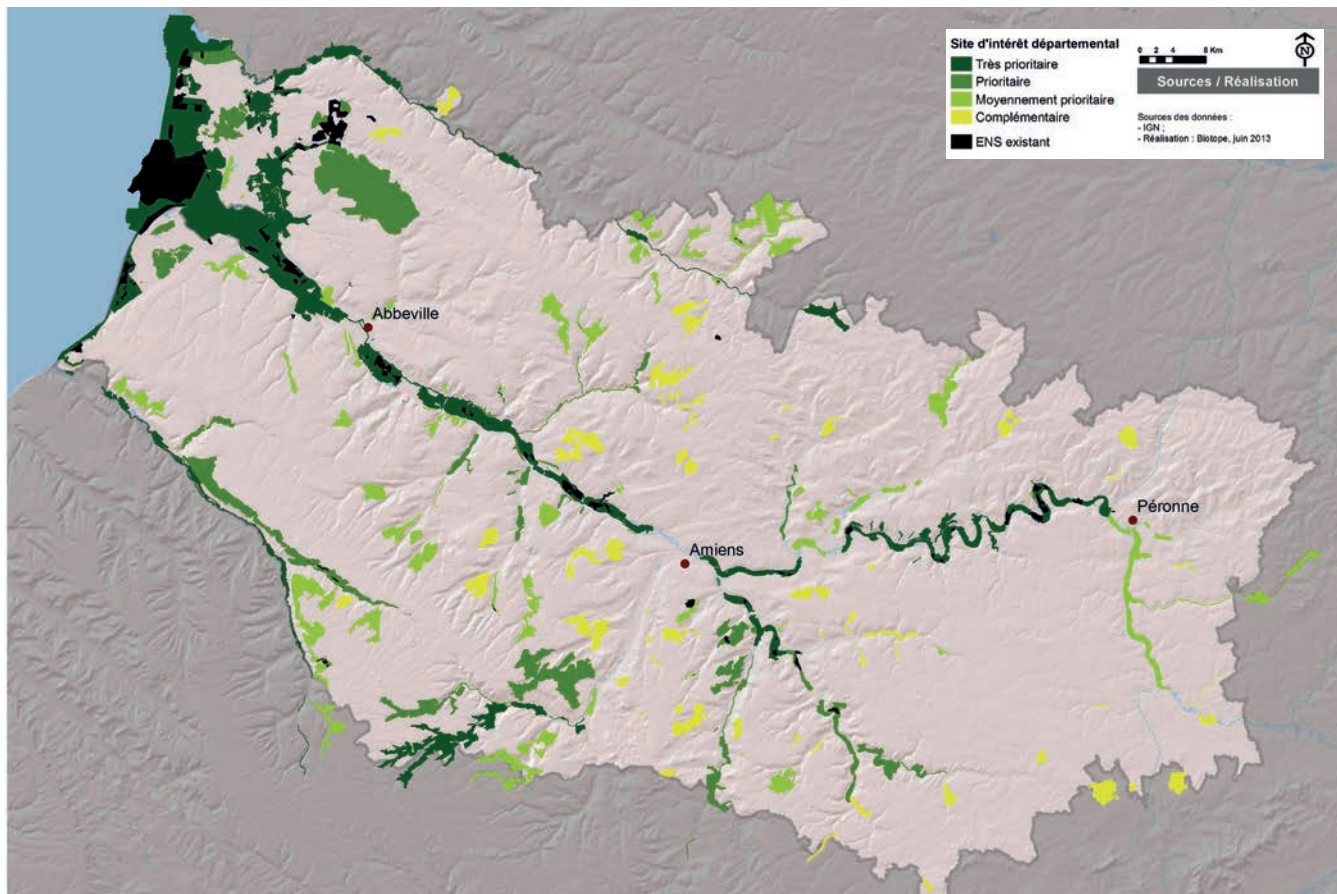 Site d'intérêt départemental
Très prioritaire
Prioritaire
Moyennement prioritaire
Complémentaire
ENS existant
0 2 4 8 Km
N
Sources / Réalisation
Sources des données :
- IGN ;
- Réalisation : Biotope, juin 2013
Abbeville
Péronne
Amiens